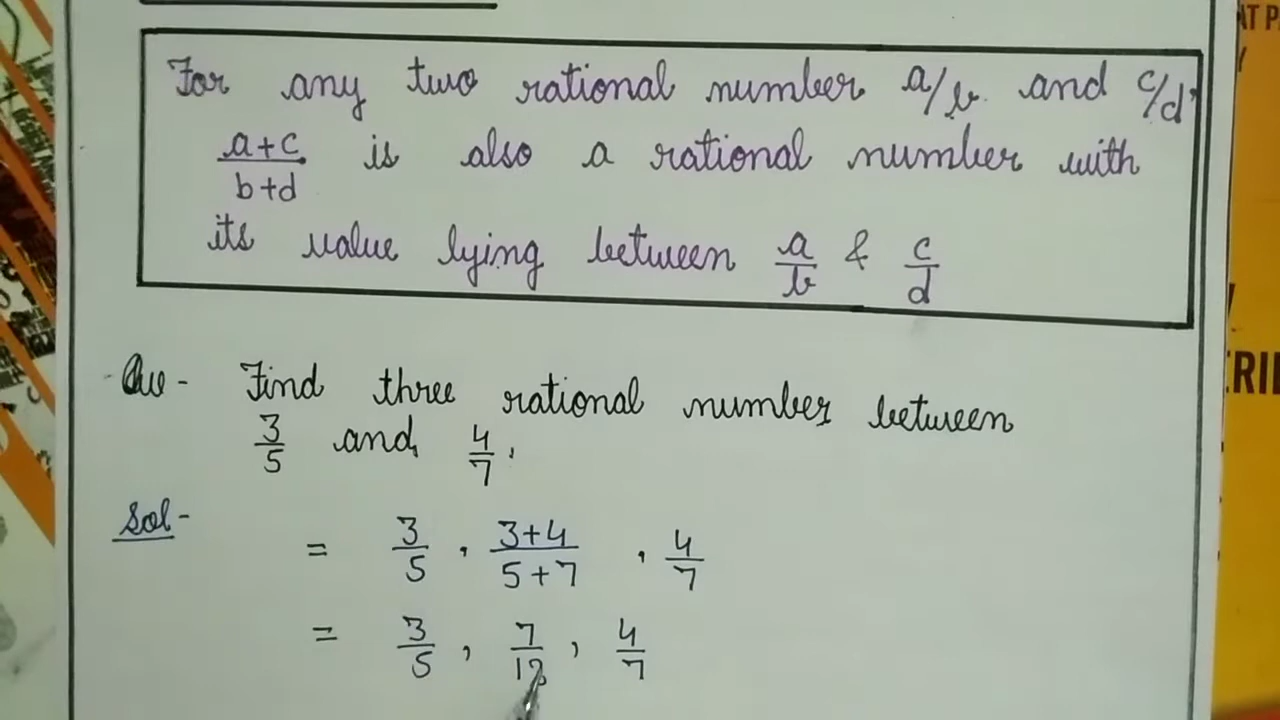 For any two rational number a/b and c/d,
a+c/b+d is also a rational number with
its value lying between a/b & c/d
Que- Find three rational number between
3/5 and 4/7.
Sol-
= 3/5, 3+4/5+7, 4/7
= 3/5, 7/12, 4/7